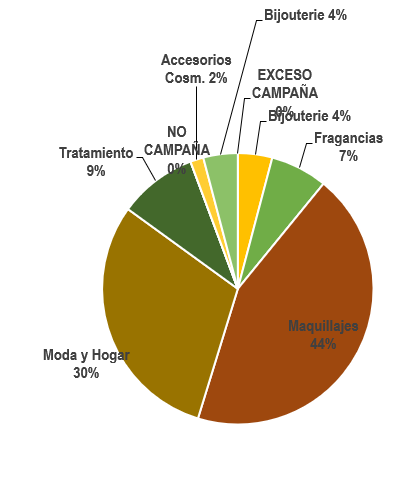 Bijouterie 4%
Accesorios
Cosm. 2%
EXCESO
CAMPAÑA
0%
Bijouterie 4%
NO
CAMPAÑA
0%
Fragancias
7%
Tratamiento
9%
Maquillajes
44%
Moda y Hogar
30%